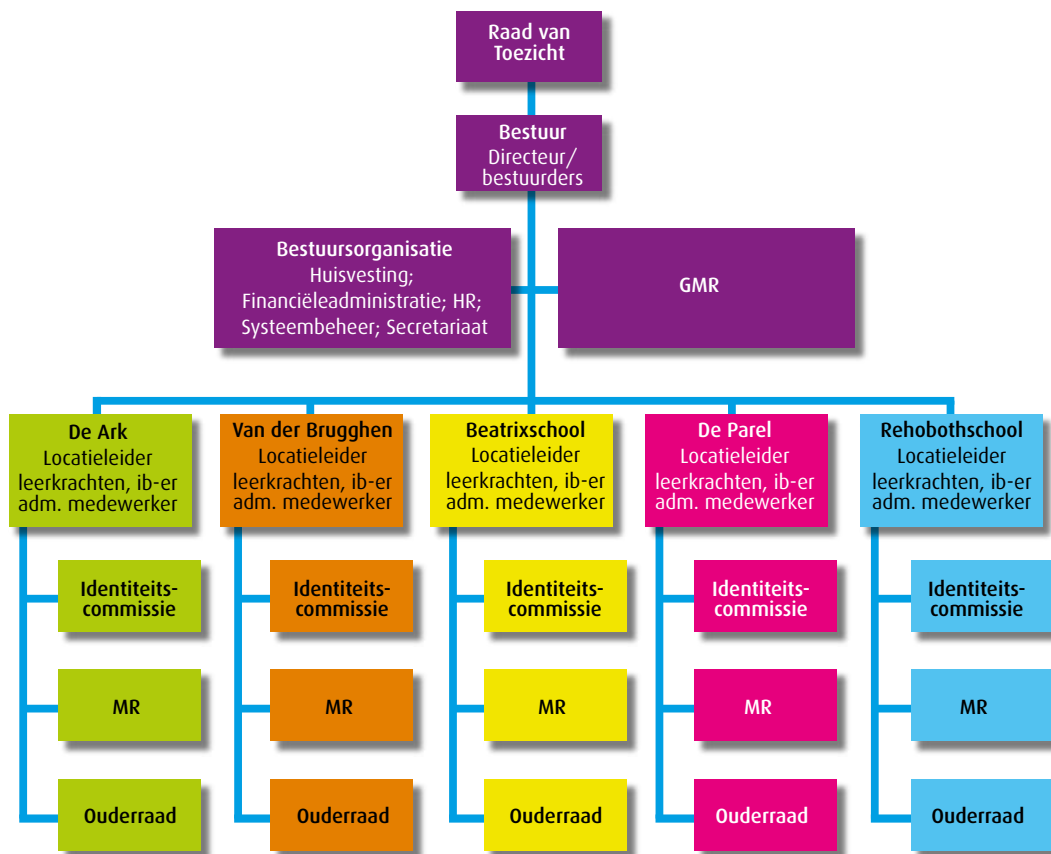 Raad van
Toezicht
Bestuur
Directeur/
bestuurders
Bestuursorganisatie
Huisvesting;
Financiëleadministratie; HR;
Systeembeheer; Secretariaat
GMR
De Ark
Locatieleider
leerkrachten, ib-er
adm. medewerker
Van der Brugghen
Locatieleider
leerkrachten, ib-er
adm. medewerker
Beatrixschool
Locatieleider
leerkrachten, ib-er
adm. medewerker
De Parel
Locatieleider
leerkrachten, ib-er
adm. medewerker
Rehobothschool
Locatieleider
leerkrachten, ib-er
adm. medewerker
Identiteits-
commissie
Identiteits-
commissie
Identiteits-
commissie
Identiteits-
commissie
Identiteits-
commissie
MR
MR
MR
MR
MR
Ouderraad
Ouderraad
Ouderraad
Ouderraad
Ouderraad